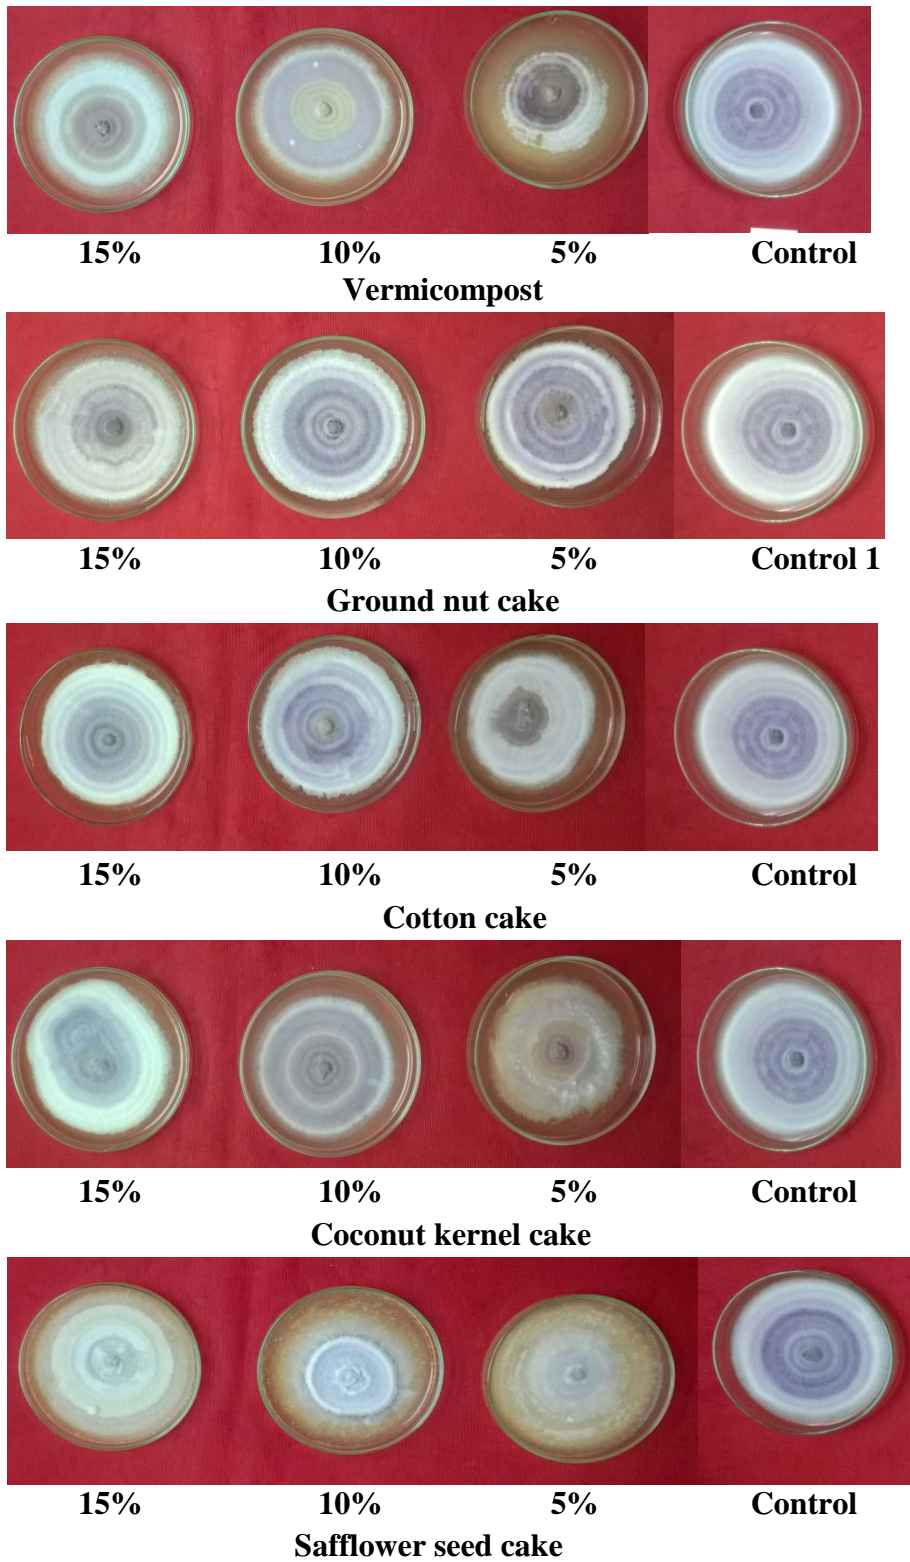 15% 10% 5% Control
Vermicompost
15% 10% 5% Control 1
Ground nut cake
15% 10% 5% Control
Cotton cake
15% 10% 5% Control
Coconut kernel cake
15% 10% 5% Control
Safflower seed cake